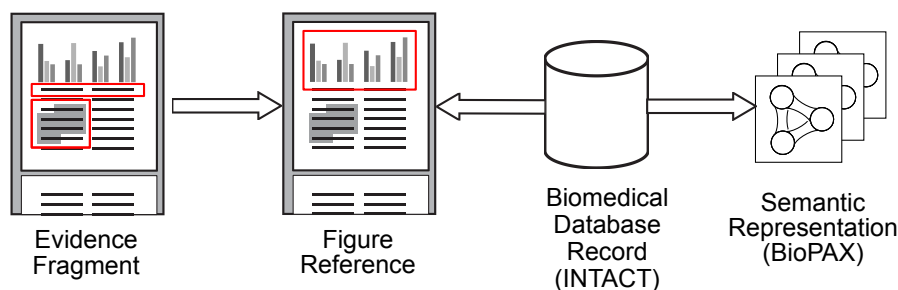 Evidence
Fragment
Figure
Reference
Biomedical
Database
Record
(INTACT)
Semantic
Representation
(BioPAX)